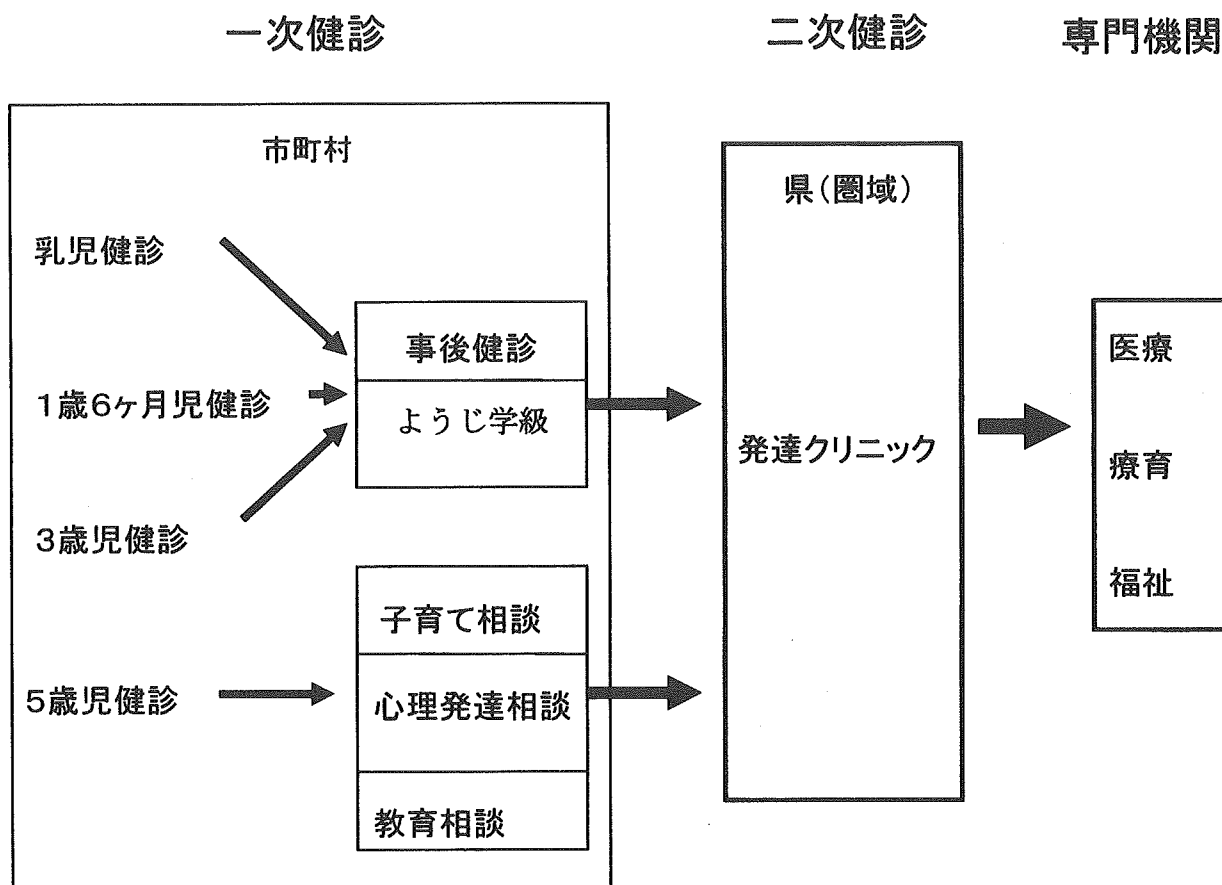 一次健診
二次健診
専門機関
市町村
乳児健診
1歳6ヶ月児健診
3歳児健診
5歳児健診
事後健診
ようじ学級
子育て相談
心理発達相談
教育相談
県(圏域)
発達クリニック
医療
療育
福祉